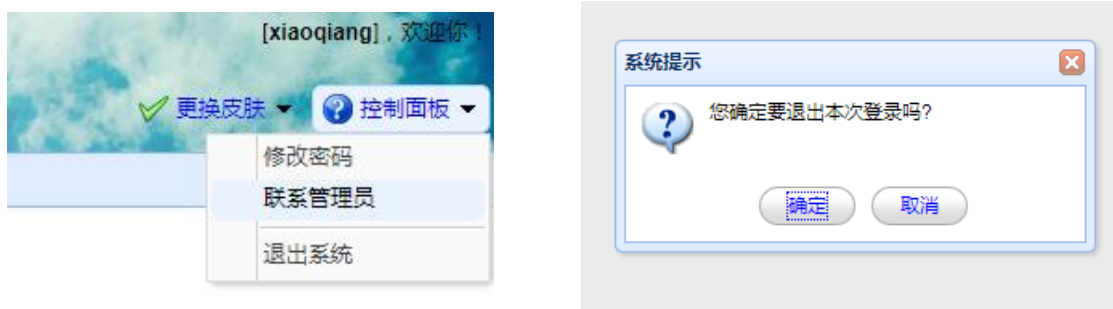 [xiaoqiang]，欢迎你！
更换皮肤 控制面板
修改密码
联系管理员
退出系统
系统提示
您确定要退出本次登录吗?
确定 取消